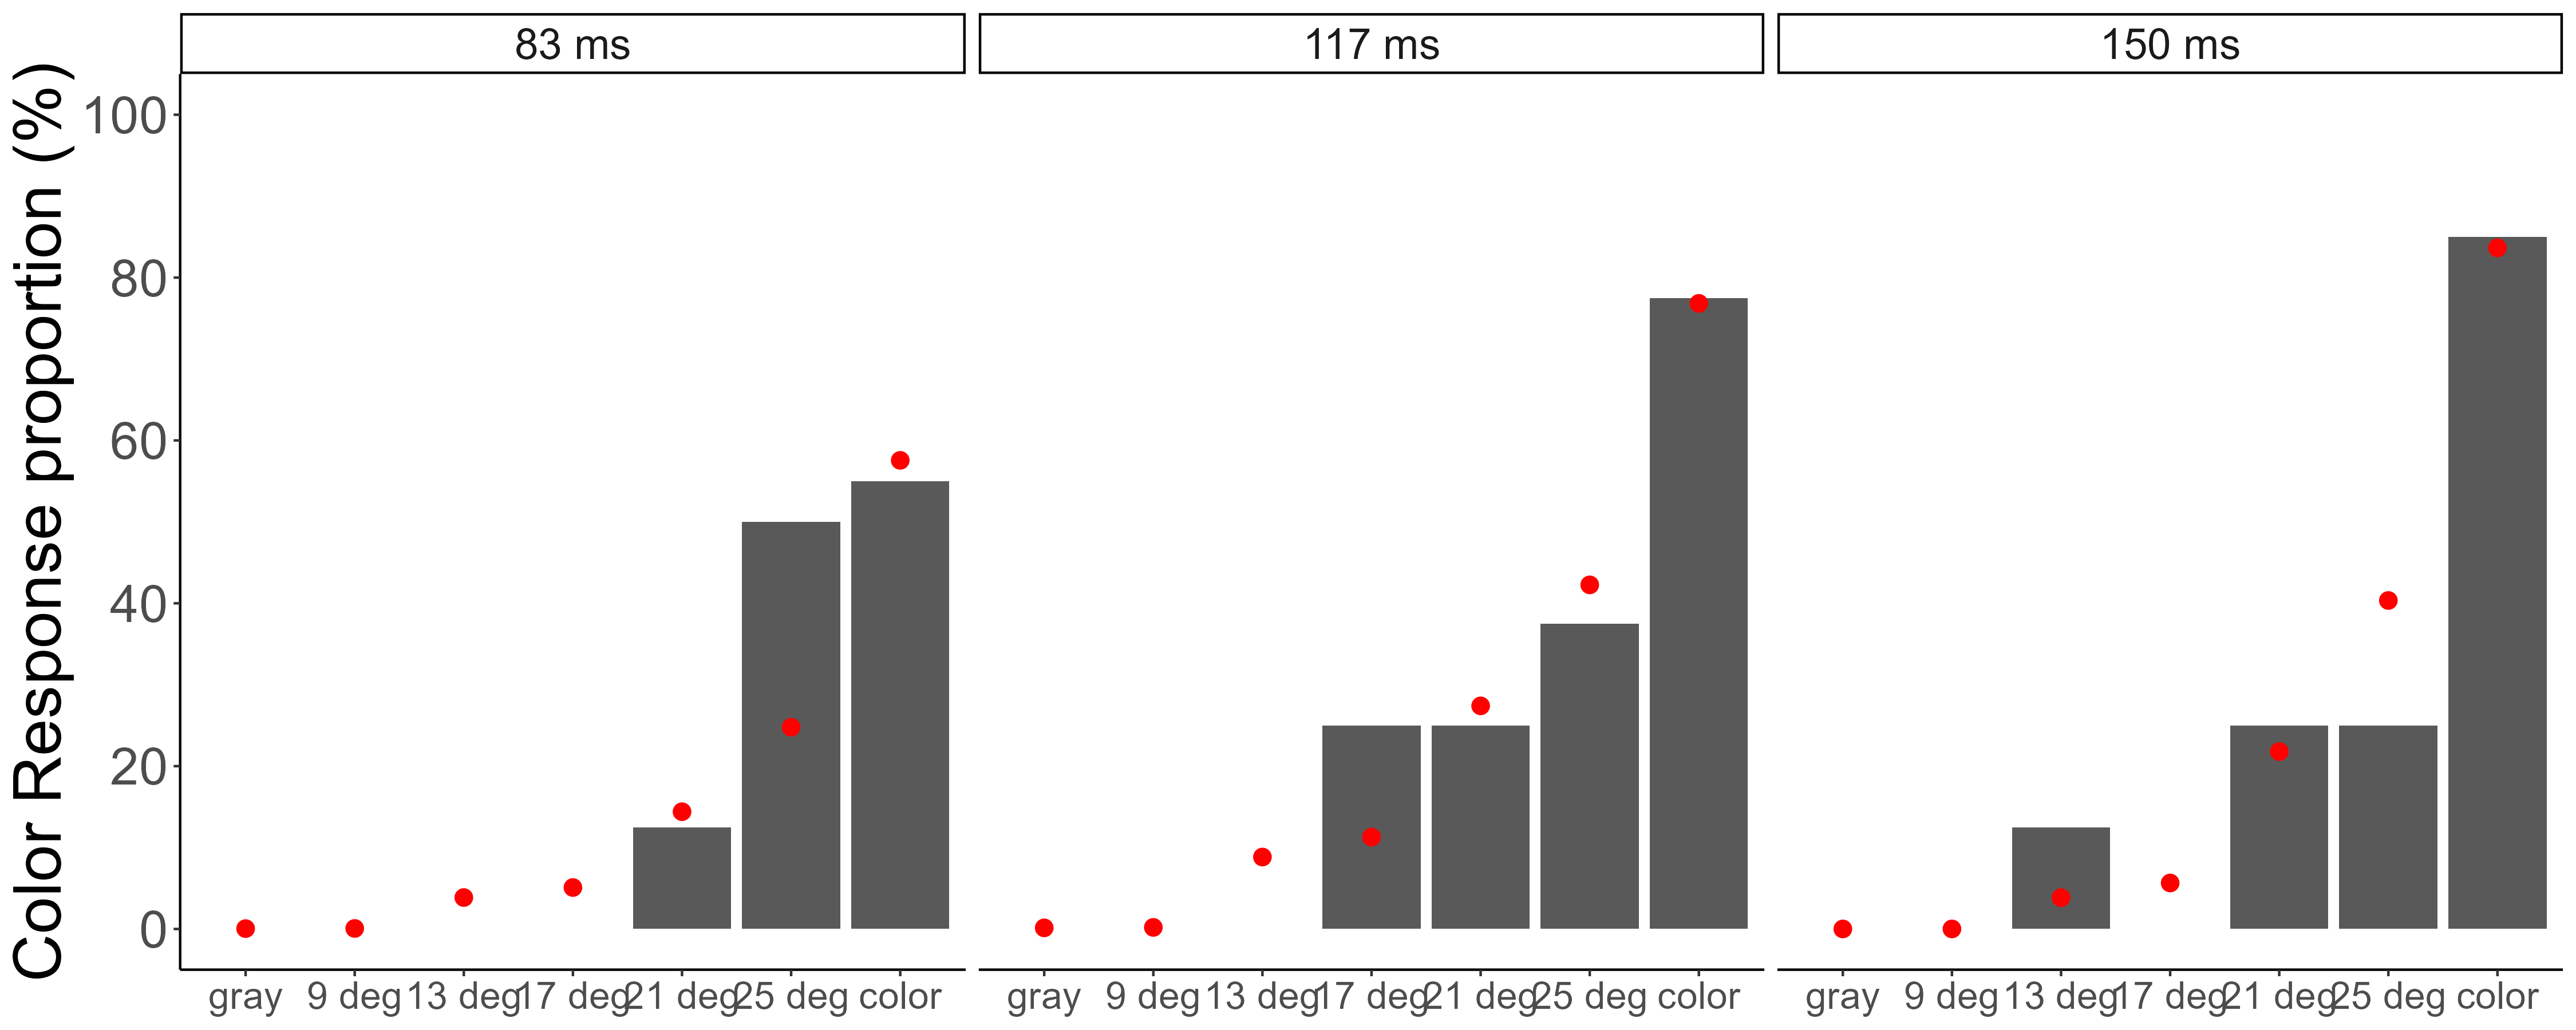 83 ms
117 ms
150 ms
Color Response proportion (%)
100
80
60
40
20
0
gray 9 deg 13 deg 17 deg 21 deg 25 deg color
gray 9 deg 13 deg 17 deg 21 deg 25 deg color
gray 9 deg 13 deg 17 deg 21 deg 25 deg color